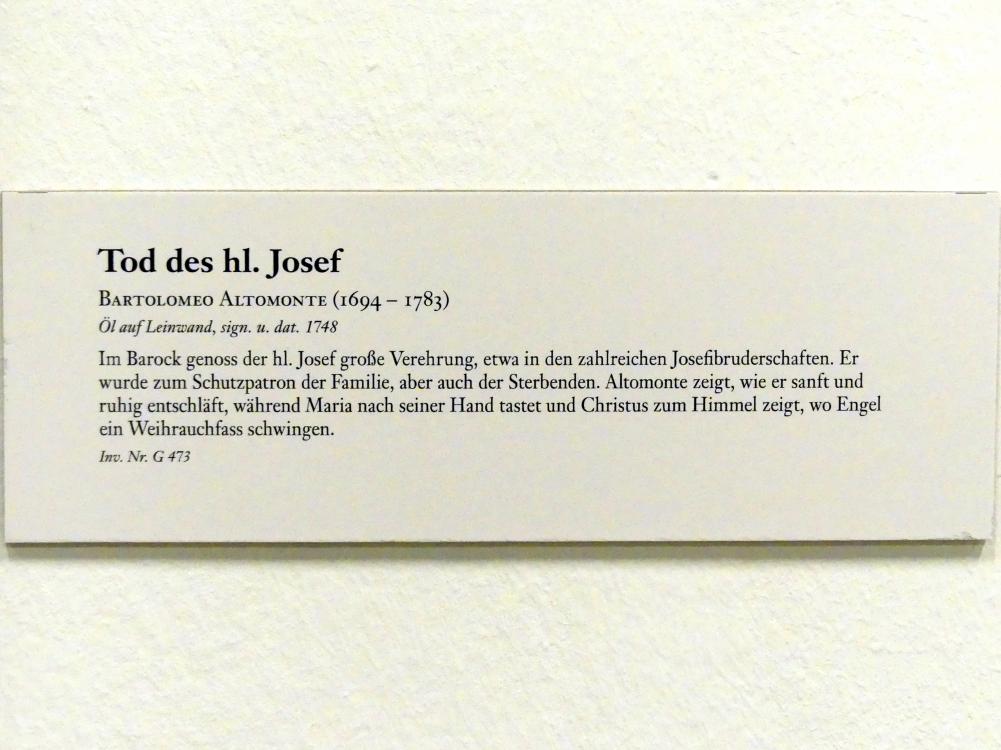 Tod des hl. Josef
Bartolomeo Altomonte (1694 – 1783)
Öl auf Leinwand, sign. u. dat. 1748
Im Barock genoss der hl. Josef große Verehrung, etwa in den zahlreichen Josefibruderschaften. Er
wurde zum Schutzpatron der Familie, aber auch der Sterbenden. Altomonte zeigt, wie er sanft und
ruhig entschläft, während Maria nach seiner Hand tastet und Christus zum Himmel zeigt, wo Engel
ein Weihrauchfass schwingen.
Inv. Nr. G 473